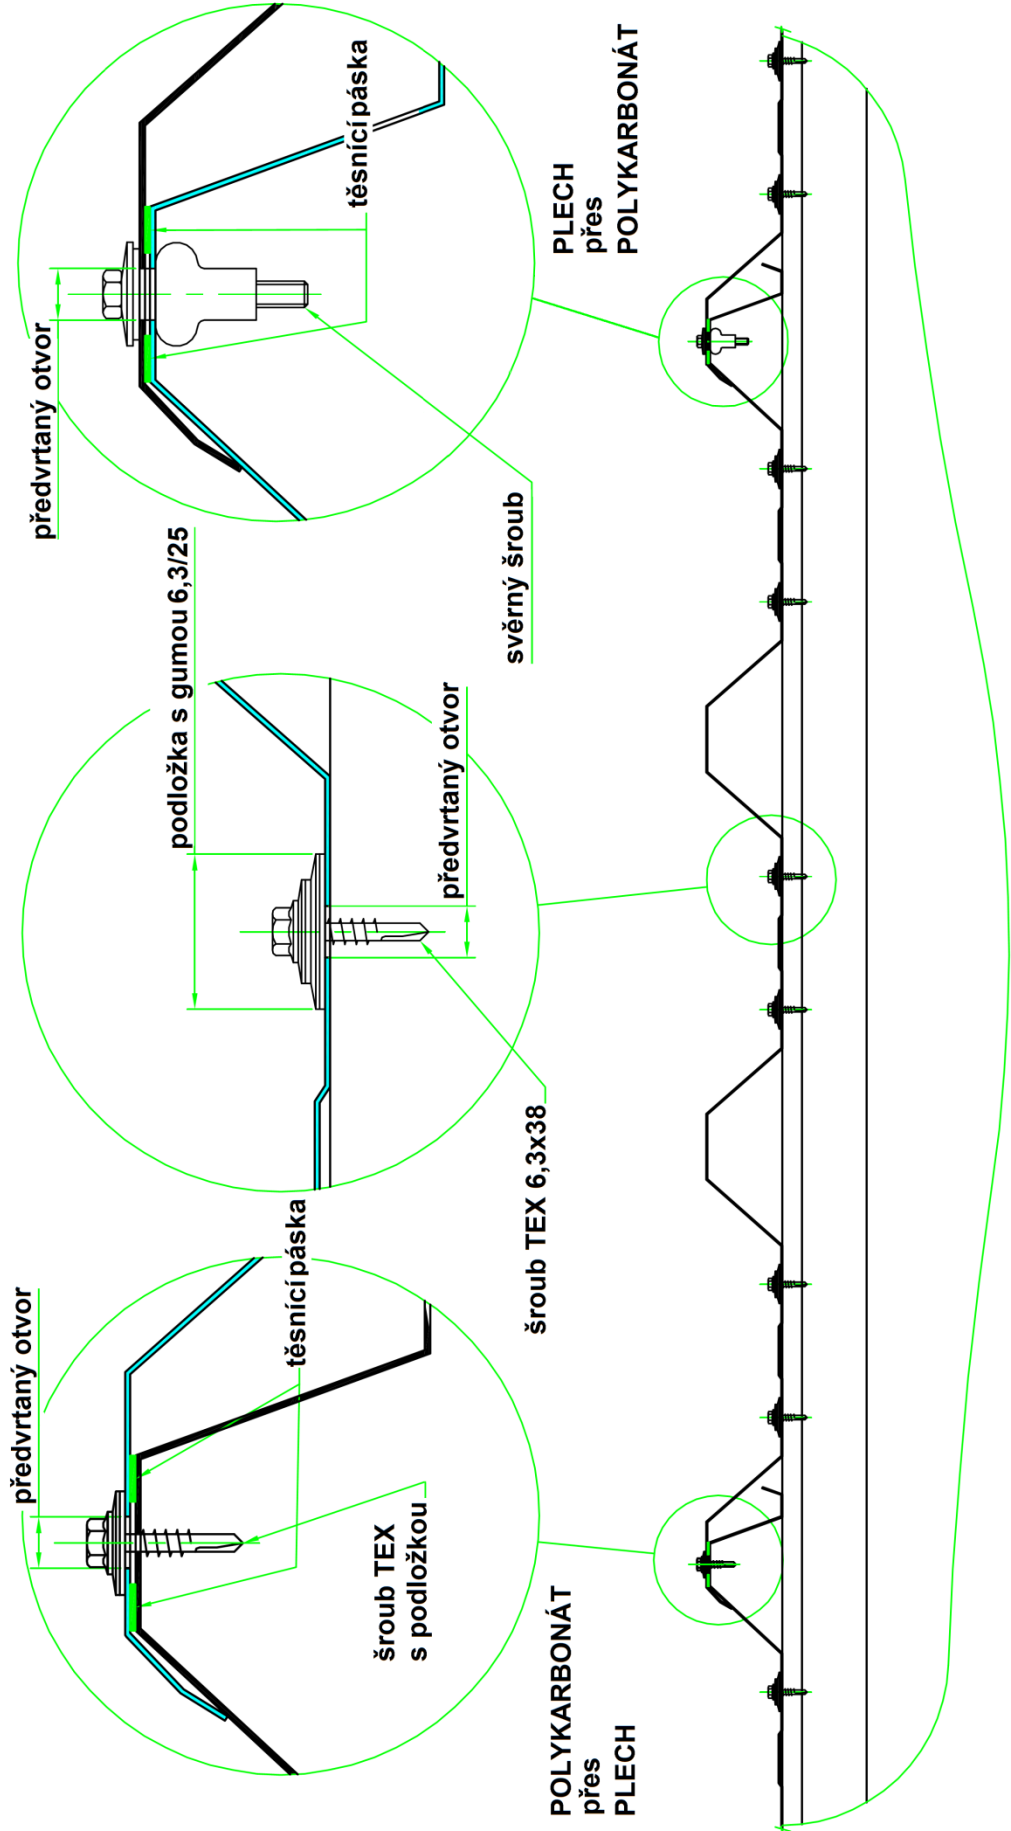 předvrtaný otvor
těsnící páska
šroub TEX
s podložkou
POLYKARBONÁT
přes
PLECH
podložka s gumou 6,3/25
předvrtaný otvor
šroub TEX 6,3x38
předvrtaný otvor
těsnící páska
svěrný šroub
PLECH
přes
POLYKARBONÁT